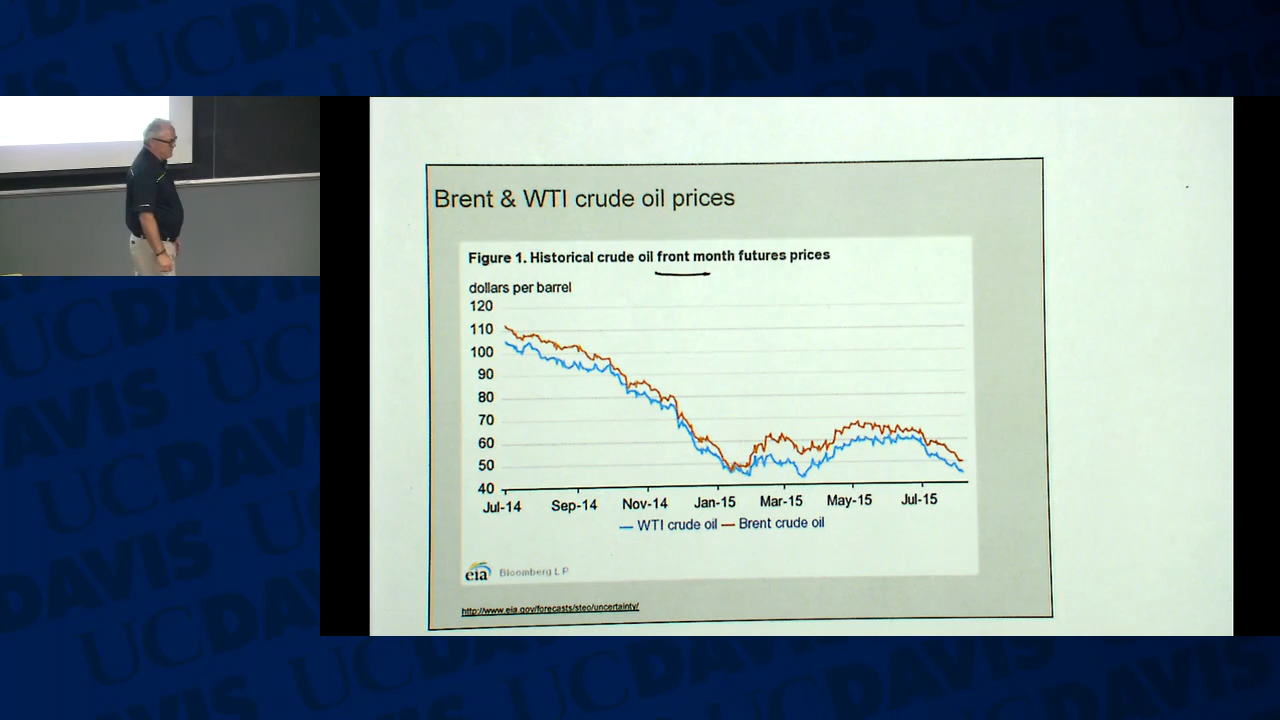 UCDAVIS
Brent & WTI crude oil prices
Figure 1. Historical crude oil front month futures prices
dollars per barrel
120
110
100
90
80
70
60
50
40
Jul-14 Sep-14 Nov-14 Jan-15 Mar-15 May-15 Jul-15
WTI crude oil Brent crude oil
eia Bloomberg L P
http://www.eia.gov/forecasts/steo/uncertainty/